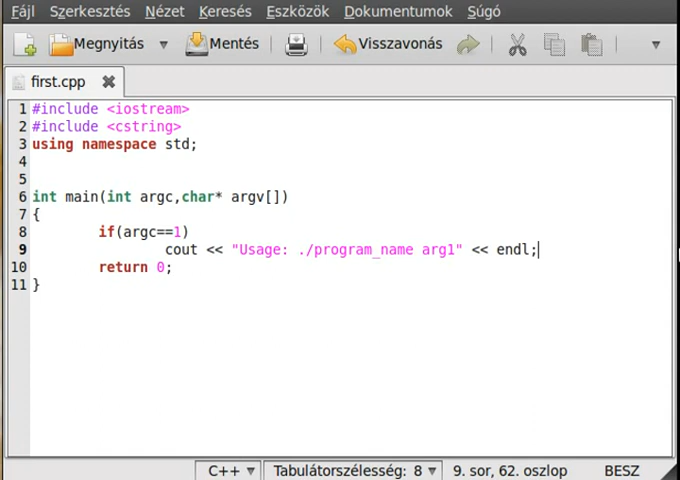 Fájl Szerkesztés Nézet Keresés Eszközök Dokumentumok Súgó
Megnyitás Mentés Visszavonás
first.cpp
1 #include <iostream>
2 #include <cstring>
3 using namespace std;
4
5
6 int main(int argc,char* argv[])
7 {
8 if(argc==1)
9 cout << "Usage: ./program_name arg1" << endl;
10 return 0;
11 }
C++ Tabulátorszélesség: 8 9. sor, 62. oszlop BESZ